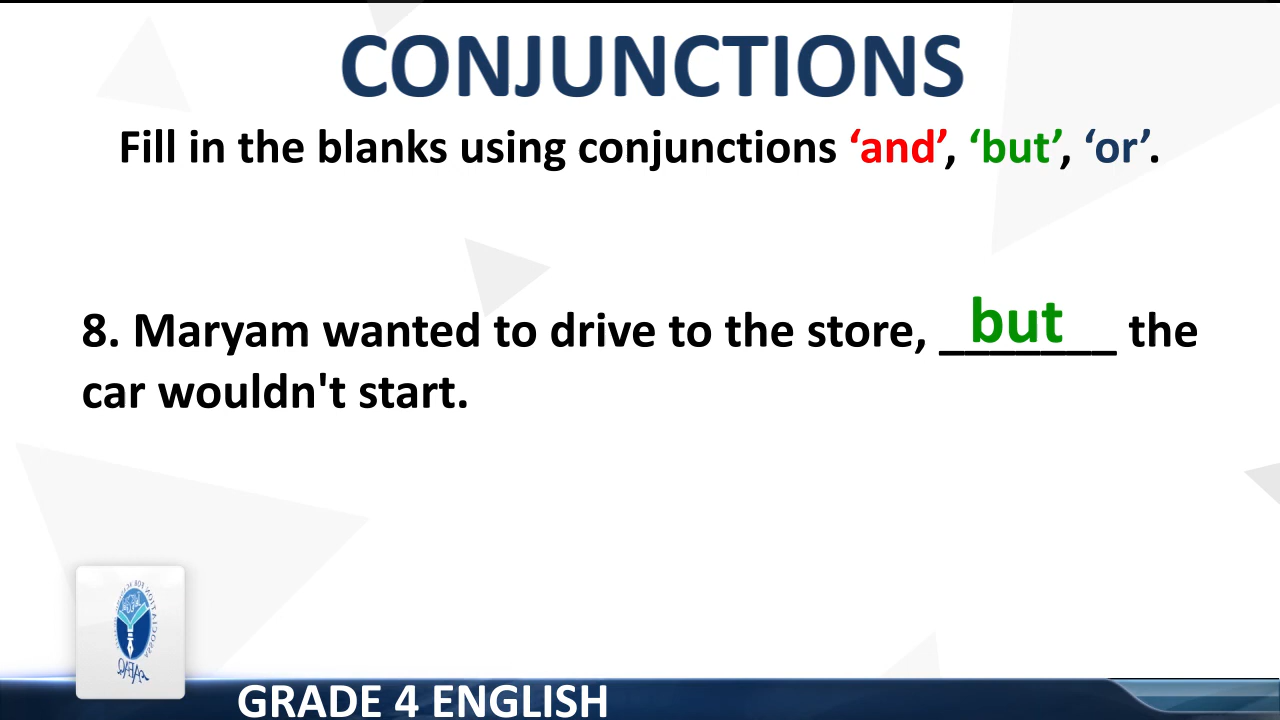 CONJUNCTIONS
Fill in the blanks using conjunctions ‘and’, ‘but’, ‘or’.
8. Maryam wanted to drive to the store, _______ the
but
car wouldn't start.
GRADE 4 ENGLISH